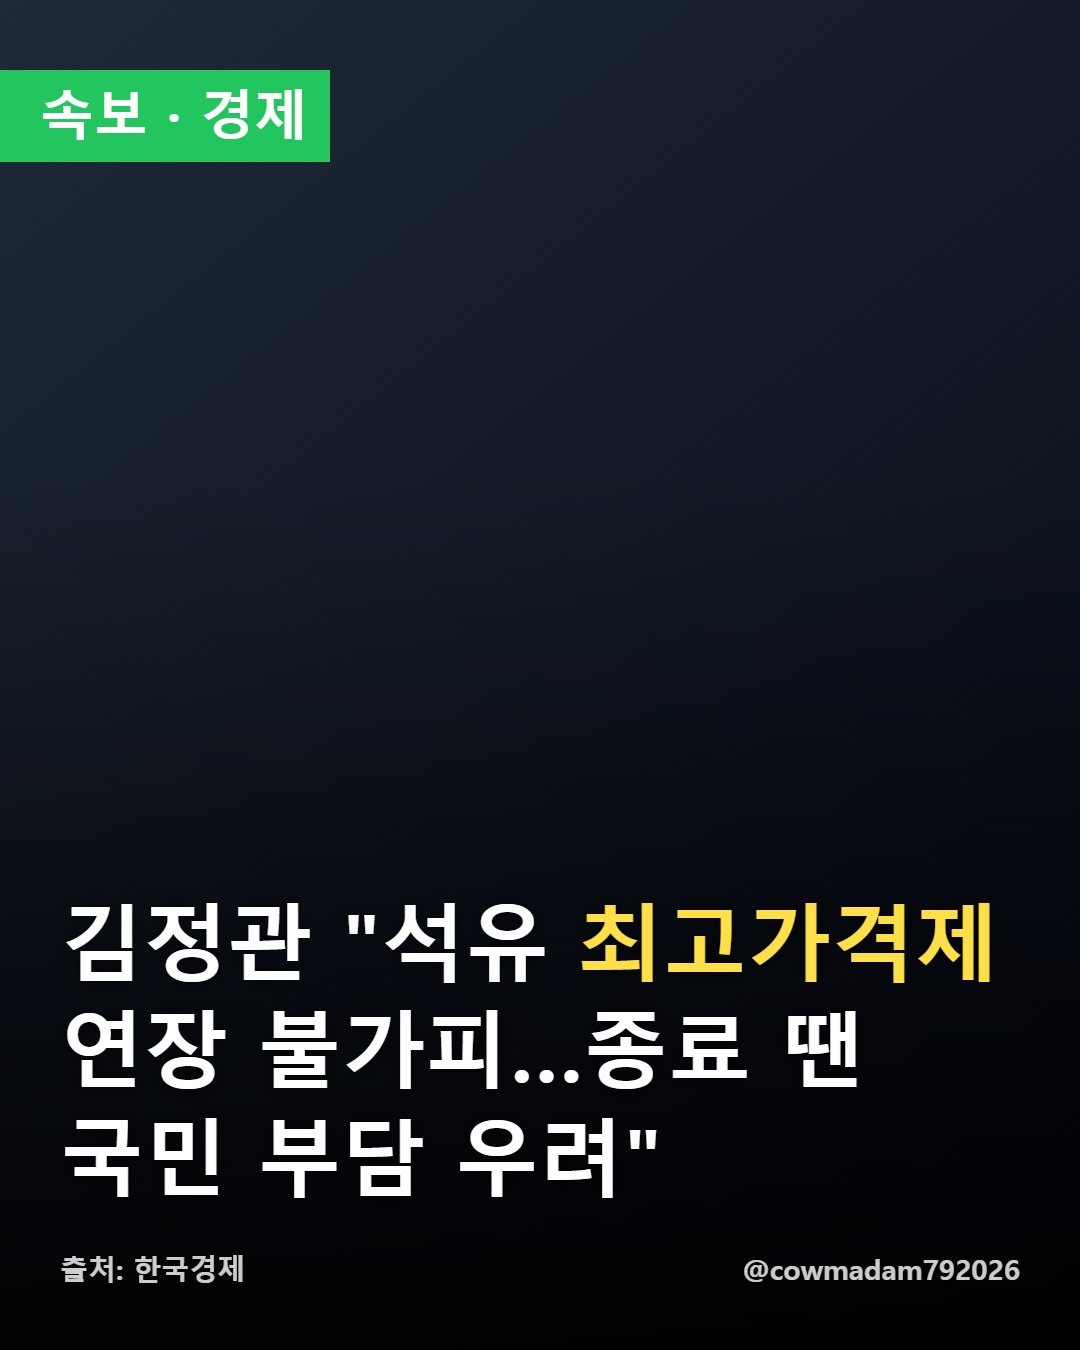 속보 · 경제
김정관 "석유 최고가격제
연장 불가피...종료 땐
국민 부담 우려"
출처: 한국경제
@cowmadam792026